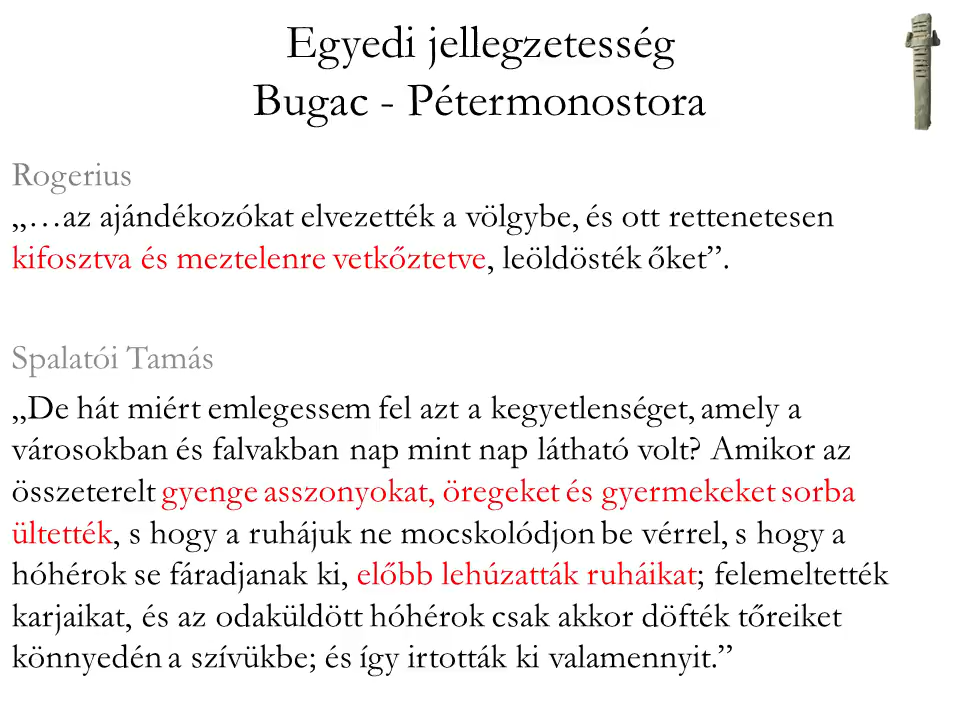 Egyedi jellegzetesség
Bugac - Pétermonostora
Rogerius
„…az ajándékozókat elvezették a völgybe, és ott rettenetesen
kifosztva és meztelenre vetkőztetve, leöldösték őket”.
Spalatói Tamás
„De hát miért emlegessem fel azt a kegyetlenséget, amely a
városokban és falvakban nap mint nap látható volt? Amikor az
összeterelt gyenge asszonyokat, öregeket és gyermekeket sorba
ültették, s hogy a ruhájuk ne mocskolódjon be vérrel, s hogy a
hóhérok se fáradjanak ki, előbb lehúzatták ruháikat; felemeltették
karjaikat, és az odaküldött hóhérok csak akkor döfték tőreiket
könnyedén a szívükbe; és így irtották ki valamennyit.”